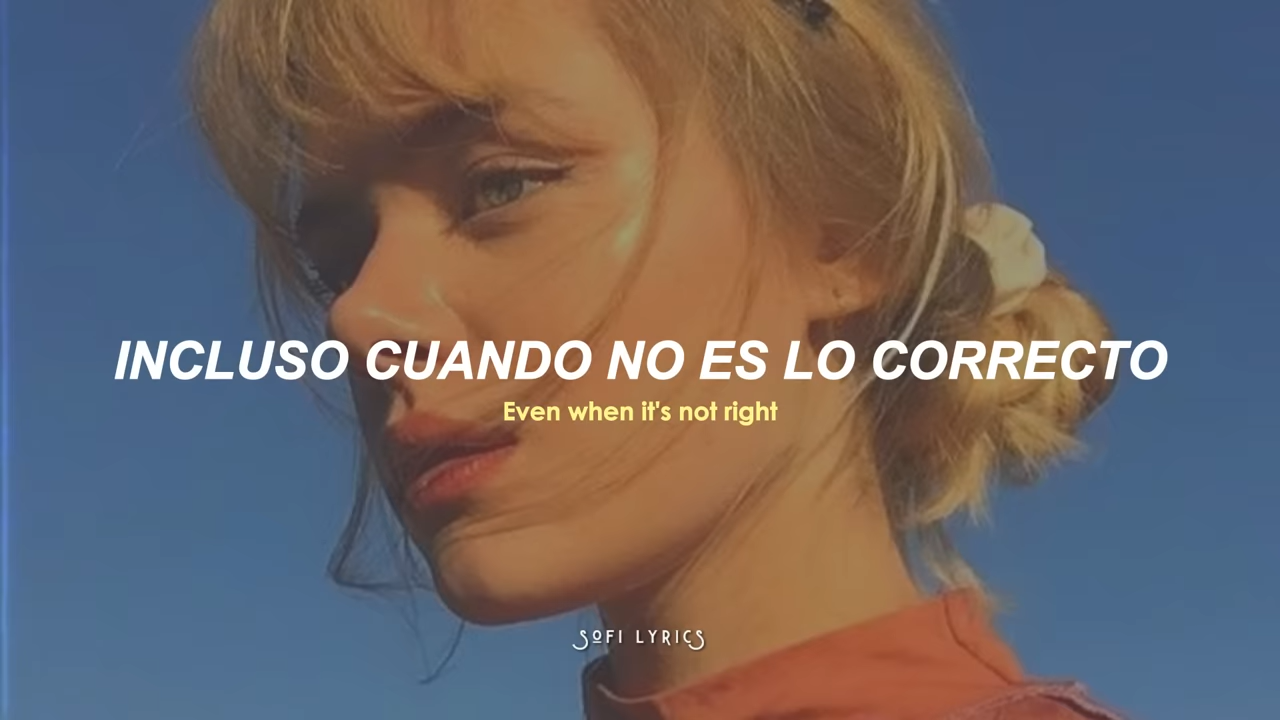 INCLUSO CUANDO NO ES LO CORRECTO
Even when it's not right
SOFI LYRICS